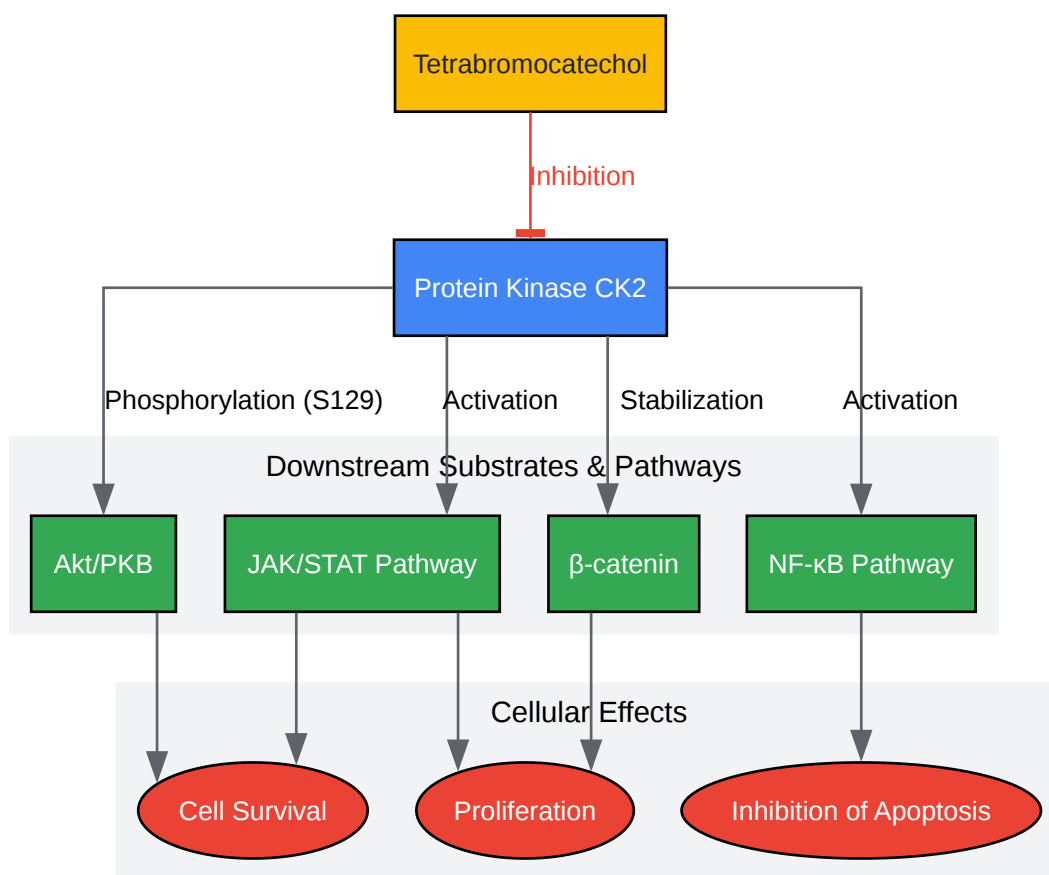 Tetrabromocatechol
Inhibition
Protein Kinase CK2
Phosphorylation (S129)
Activation
Stabilization
Activation
Downstream Substrates & Pathways
Akt/PKB
JAK/STAT Pathway
β-catenin
NF-κB Pathway
Cellular Effects
Cell Survival
Proliferation
Inhibition of Apoptosis